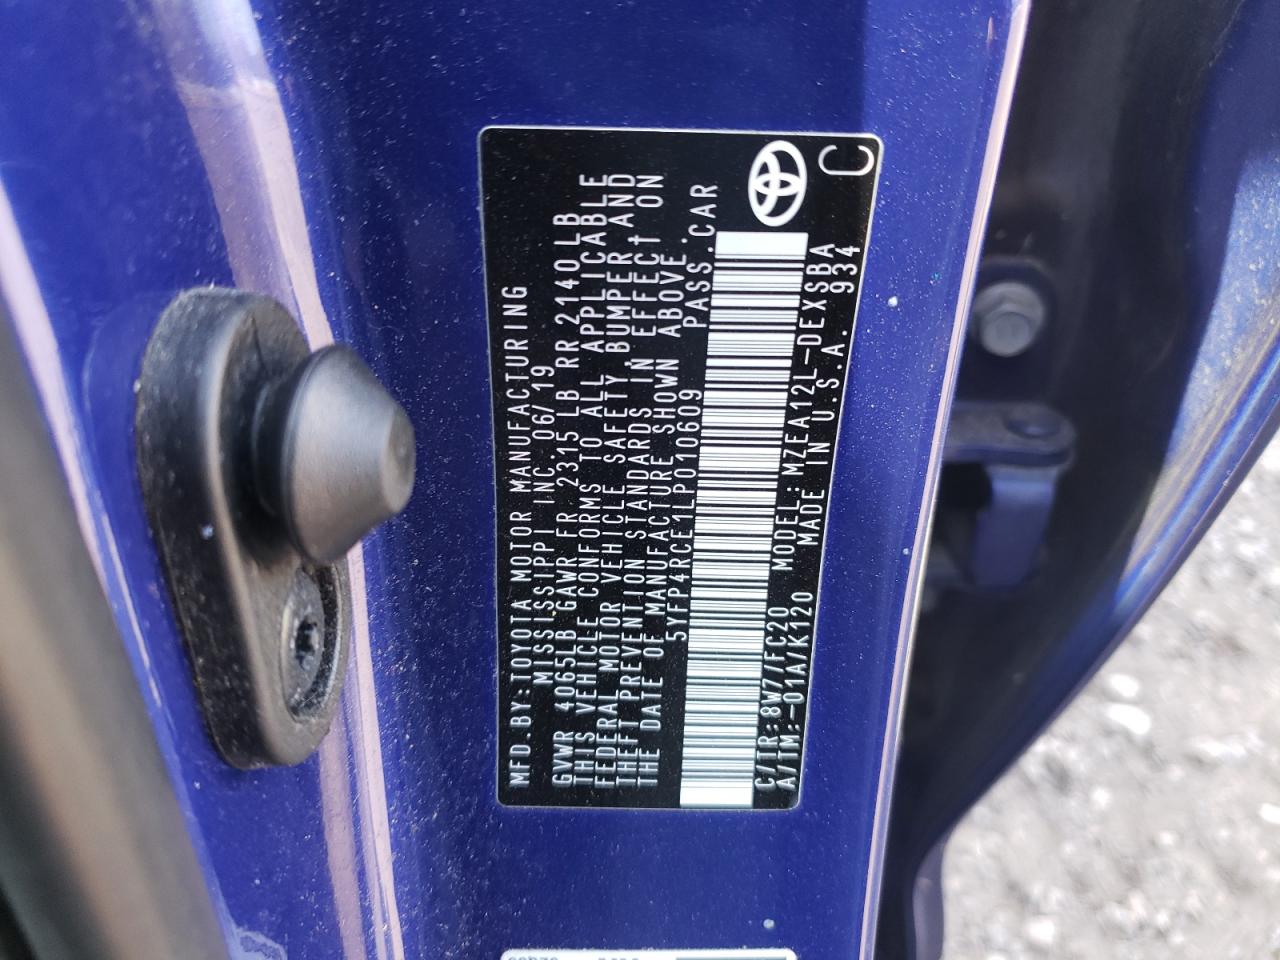 MFD.BY:TOYOTA MOTOR MANUFACTURING
MISSISSIPPI INC.06/19
GVWR 4065LB GAWR FR 2315 LB RR 2140LB
THIS VEHICLE CONFORMS TO ALL APPLICABLE
FEDERAL MOTOR VEHICLE SAFETY,BUMPER AND
THEFT PREVENTION STANDARDS IN EFFECT ON
THE DATE OF MANUFACTURE SHOWN ABOVE.
5YFP4RCE1LP010609 PASS.CAR
C/TR:8W7/FC20 MODEL:MZEA12L-DEXSBA
A/TM:-01A/K120 MADE IN U.S.A. 934
C